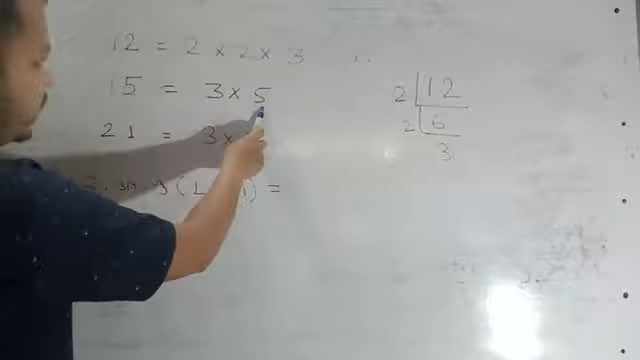 12 = 2 × 2 × 3
15 = 3 × 5
21 = 3 ×
) =
2 12
2 6
3